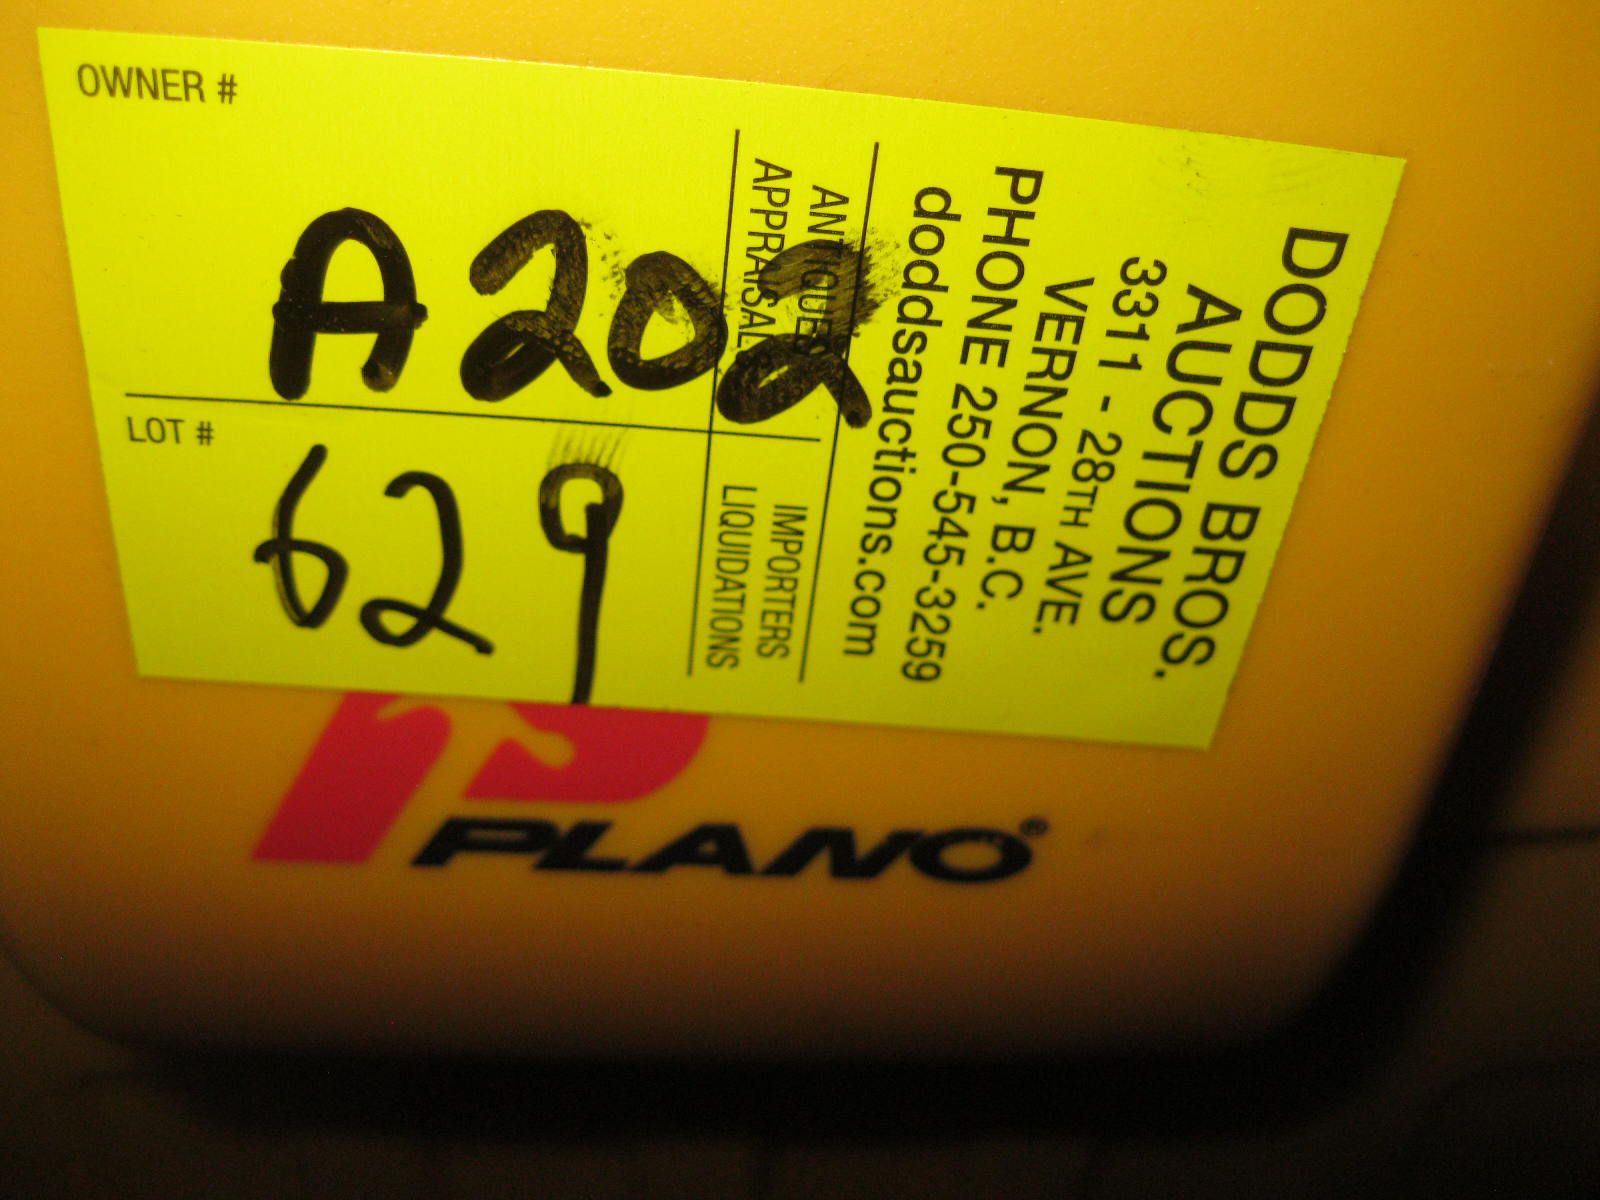 OWNER #
A202
LOT #
629
ANTIQUES
APPRAISALS
IMPORTERS
LIQUIDATIONS
DODDS BROS.
AUCTIONS
3311 - 28TH AVE.
VERNON, B.C.
PHONE 250-545-3259
doddsauctions.com
PLANO®